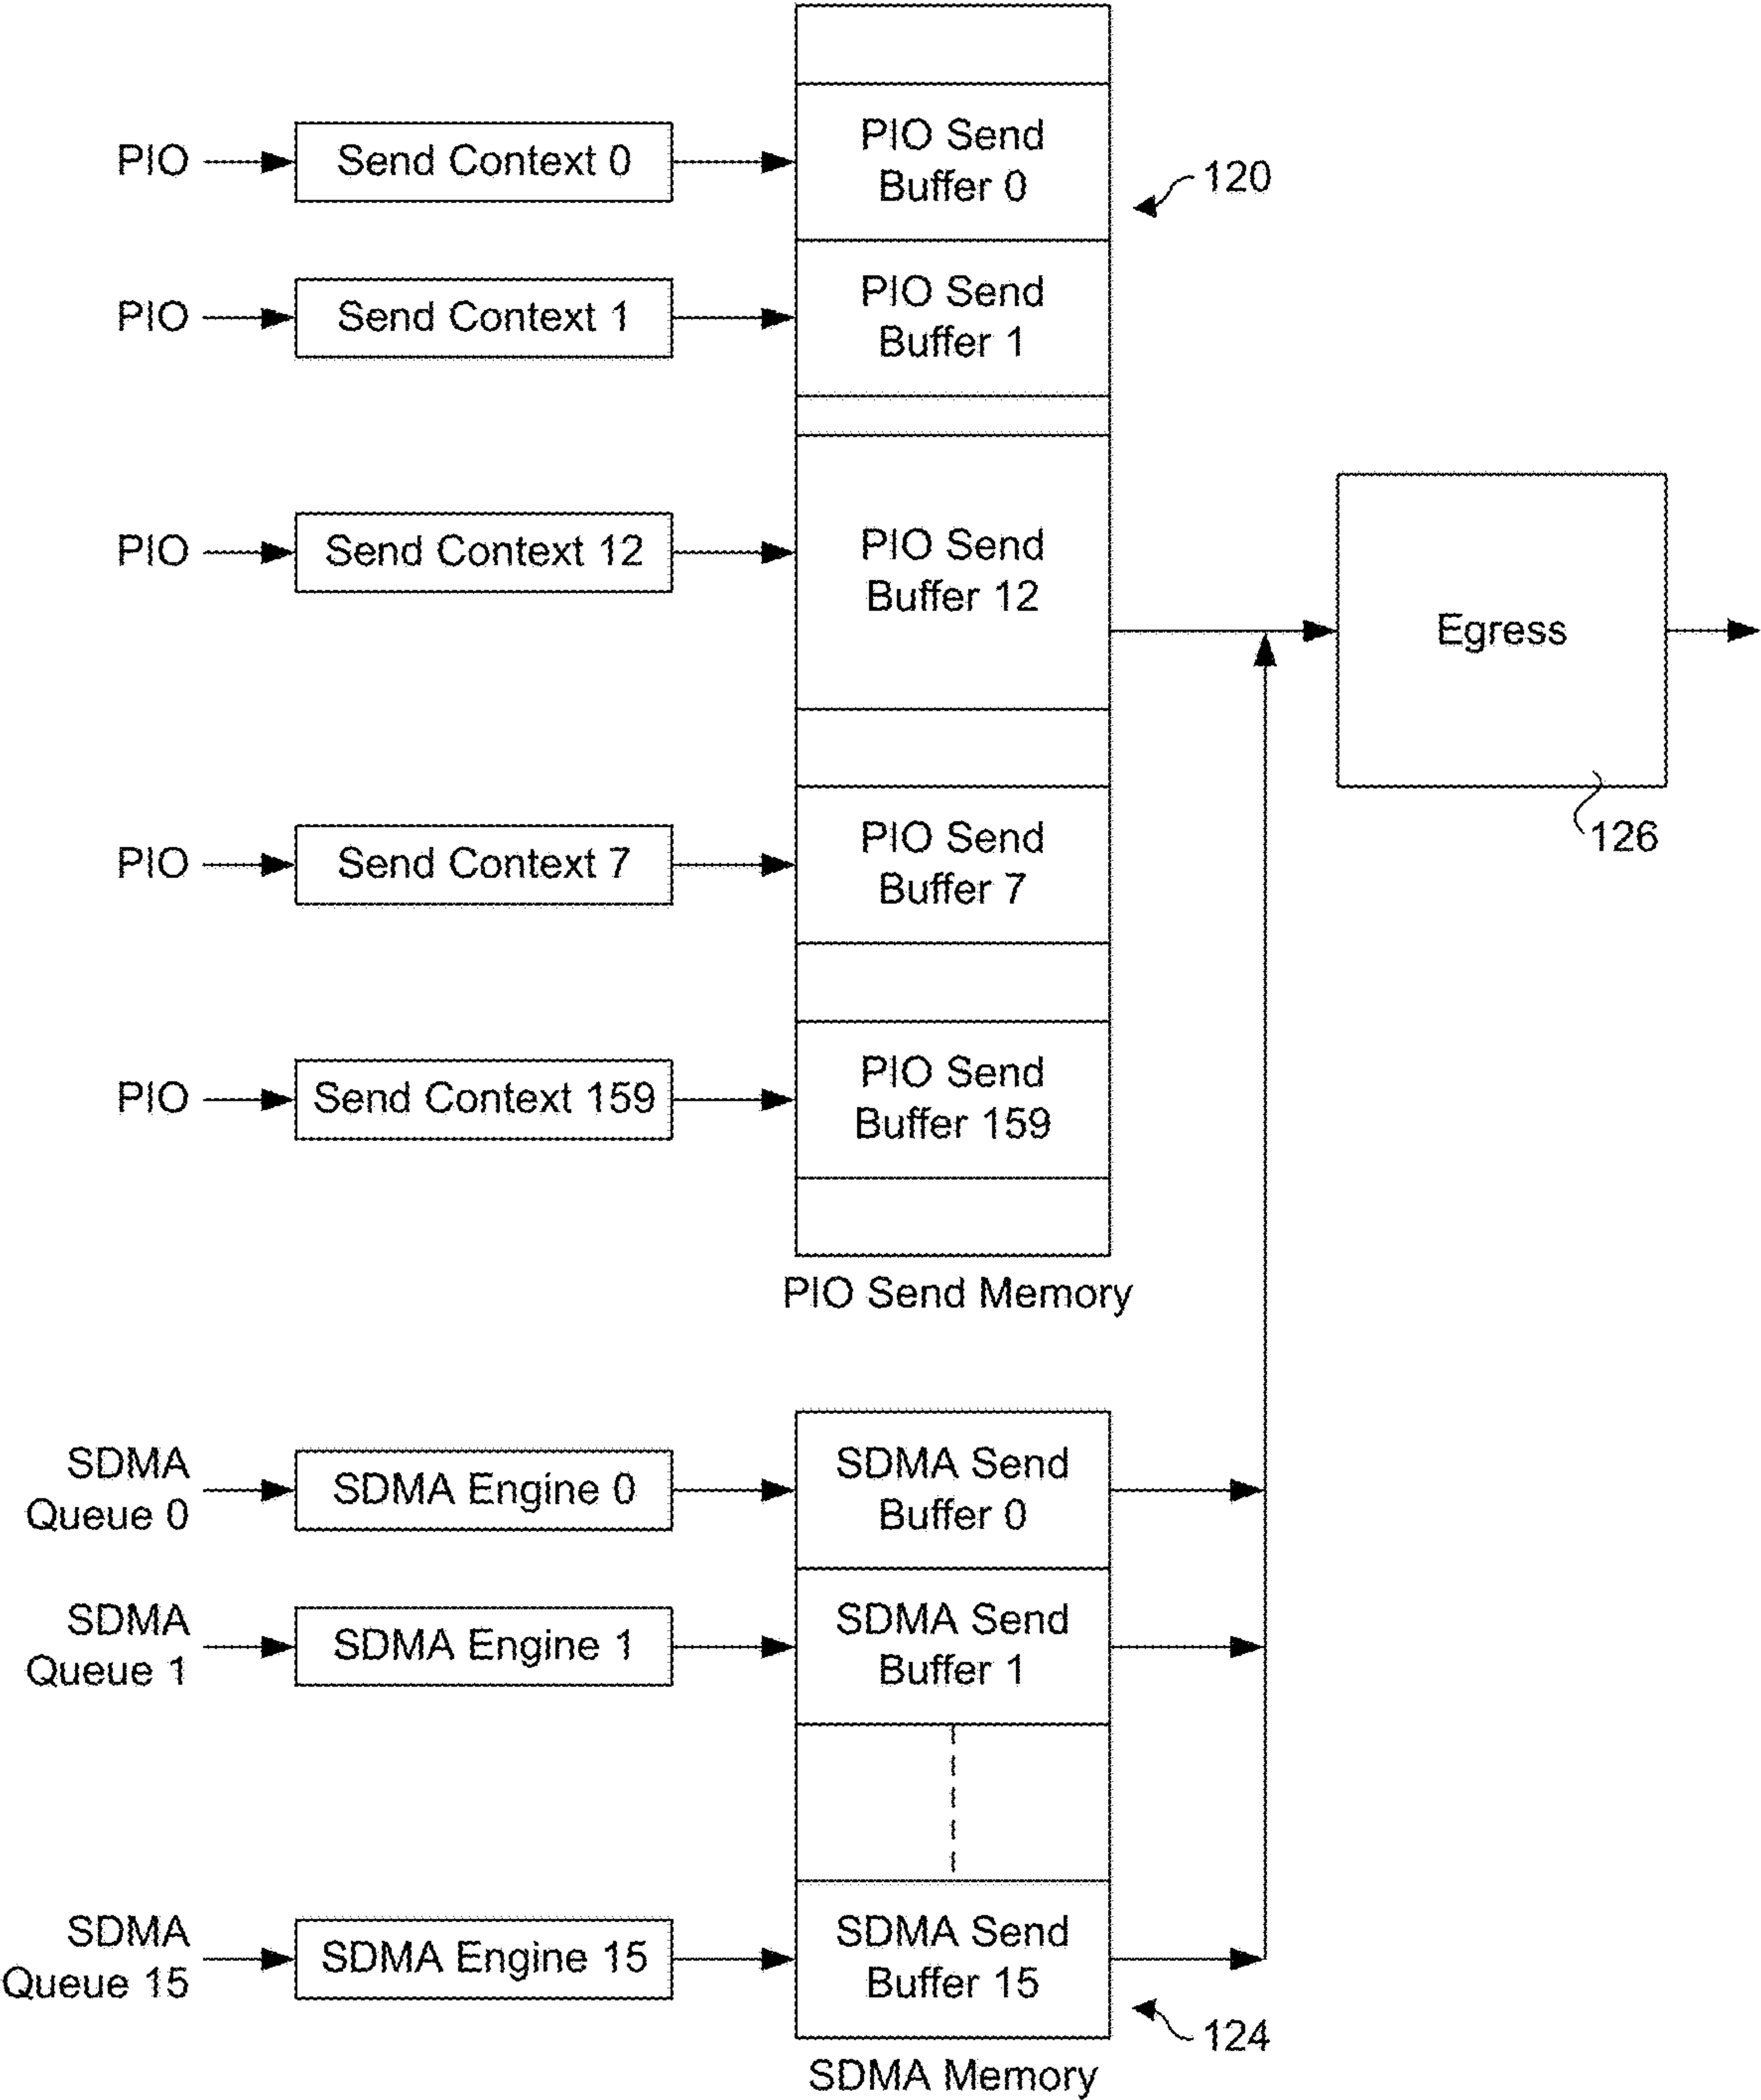 PIO
Send Context 0
PIO Send
Buffer 0
120
PIO
Send Context 1
PIO Send
Buffer 1
PIO
Send Context 12
PIO Send
Buffer 12
Egress
126
PIO
Send Context 7
PIO Send
Buffer 7
PIO
Send Context 159
PIO Send
Buffer 159
PIO Send Memory
SDMA
Queue 0
SDMA Engine 0
SDMA Send
Buffer 0
SDMA
Queue 1
SDMA Engine 1
SDMA Send
Buffer 1
SDMA
Queue 15
SDMA Engine 15
SDMA Send
Buffer 15
124
SDMA Memory